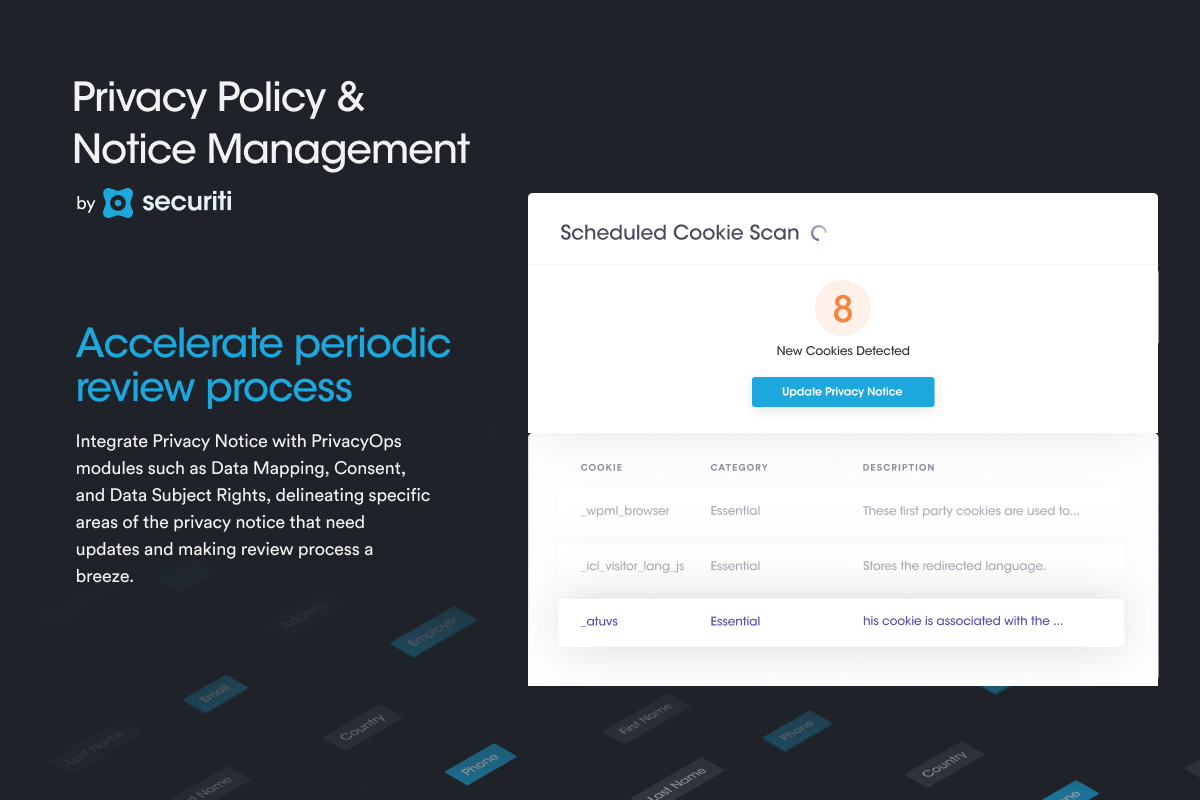 Privacy Policy &
Notice Management
by securiti
Accelerate periodic
review process
Integrate Privacy Notice with PrivacyOps
modules such as Data Mapping, Consent,
and Data Subject Rights, delineating specific
areas of the privacy notice that need
updates and making review process a
breeze.
Scheduled Cookie Scan
8
New Cookies Detected
Update Privacy Notice
COOKIE CATEGORY DESCRIPTION
_wpml_browser Essential These first party cookies are used to...
_icl_visitor_lang_js Essential Stores the redirected language.
_atuvs Essential his cookie is associated with the ...
Address
Employer
Email
Last Name
Country
First Name
Phone
Phone
Country
Last Name
Name